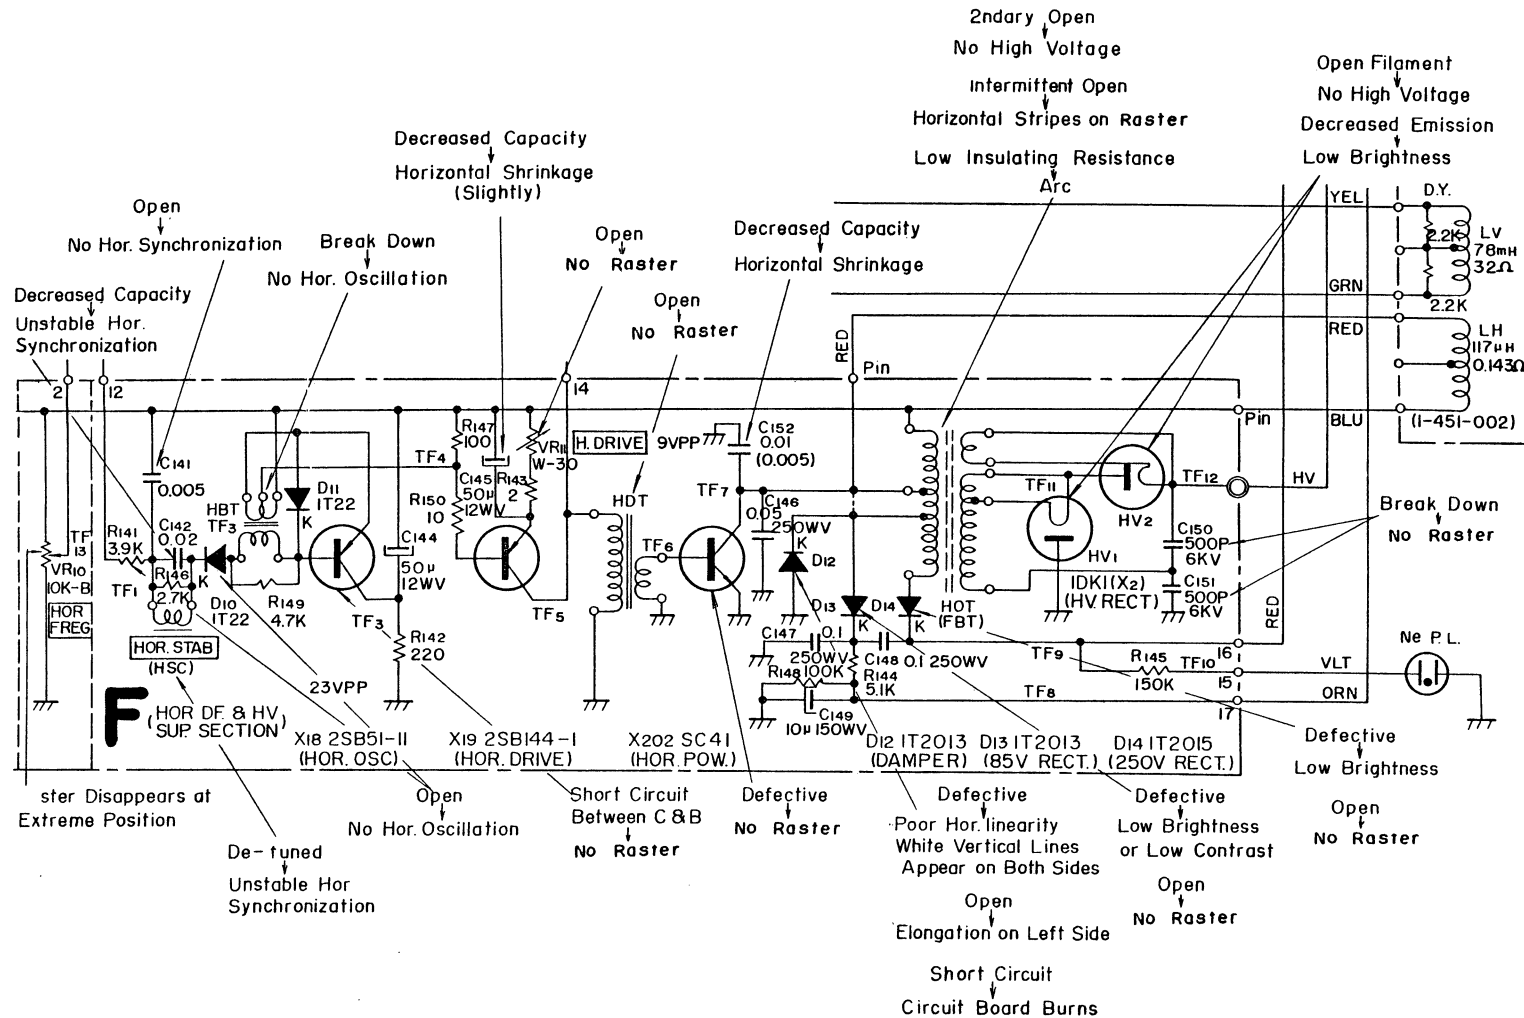 2ndary Open
No High Voltage
Intermittent Open
Horizontal Stripes on Raster
Low Insulating Resistance
Arc
Open Filament
No High Voltage
Decreased Emission
Low Brightness
Decreased Capacity
Horizontal Shrinkage
(Slightly)
Open
No Hor. Synchronization
Break Down
No Hor. Oscillation
Open
No Raster
Decreased Capacity
Horizontal Shrinkage
Open
No Raster
Decreased Capacity
Unstable Hor.
Synchronization
YEL
D.Y.
2.2K
LV
78mH
32Ω
GRN
2.2K
RED
RED
LH
117μH
0.143Ω
BLU
(1-451-002)
2
12
14
Pin
Pin
C141
0.005
HBT
TF3
D11
1T22
K
R141
3.9K
C142
0.02
R146
2.7K
TF1
K
D10
1T22
R149
4.7K
TF
13
VR10
10K-B
HOR
FREG
HOR. STAB
(HSC)
TF3
C144
50μ
12WV
R142
220
R147
100
TF4
R150
10
C145
50μ
12WV
R143
2
VR11
W-30
TF5
H. DRIVE
9VPP
HDT
TF6
TF7
C152
0.01
(0.005)
C146
0.05
250WV
K
D12
D13
K
D14
K
HOT
(FBT)
TF11
HV1
HV2
TF12
HV
1DK1(X2)
(HV. RECT)
C150
500P
6KV
C151
500P
6KV
RED
Break Down
No Raster
C147
0.1
250WV
C148
0.1 250WV
R148
100K
R144
5.1K
C149
10μ 150WV
TF9
R145
150K
TF10
TF8
16
15
17
VLT
ORN
Ne P.L.
F
23VPP
(HOR DF. & HV
SUP. SECTION)
X18 2SB51-11
(HOR. OSC)
X19 2SB144-1
(HOR. DRIVE)
X202 SC41
(HOR. POW.)
D12 1T2013
(DAMPER)
D13 1T2013
(85V RECT.)
D14 1T2015
(250V RECT.)
ster Disappears at
Extreme Position
De-tuned
Unstable Hor
Synchronization
Open
No Hor. Oscillation
Short Circuit
Between C & B
No Raster
Defective
No Raster
Defective
Poor Hor. linearity
White Vertical Lines
Appear on Both Sides
Open
Elongation on Left Side
Short Circuit
Circuit Board Burns
Defective
Low Brightness
or Low Contrast
Open
No Raster
Defective
Low Brightness
Open
No Raster